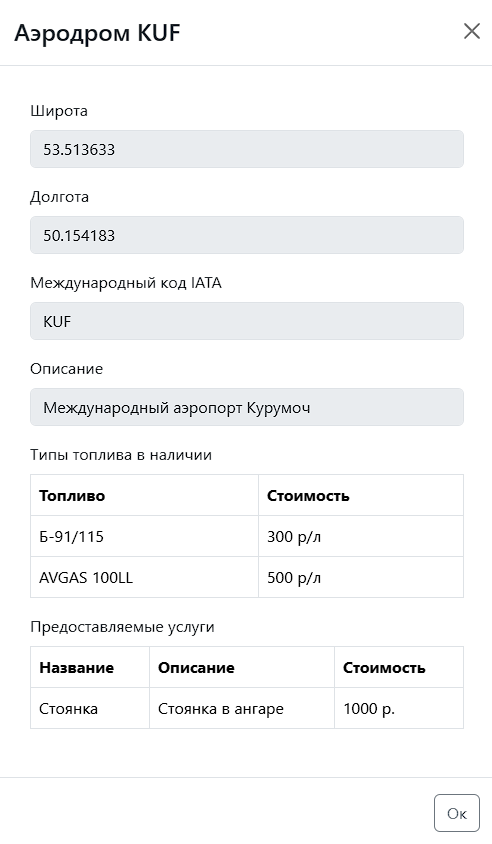 Аэродром KUF
Широта
53.513633
Долгота
50.154183
Международный код IATA
KUF
Описание
Международный аэропорт Курумоч
Типы топлива в наличии
Топливо Стоимость
Б-91/115 300 р/л
AVGAS 100LL 500 р/л
Предоставляемые услуги
Название Описание Стоимость
Стоянка Стоянка в ангаре 1000 р.
Ок